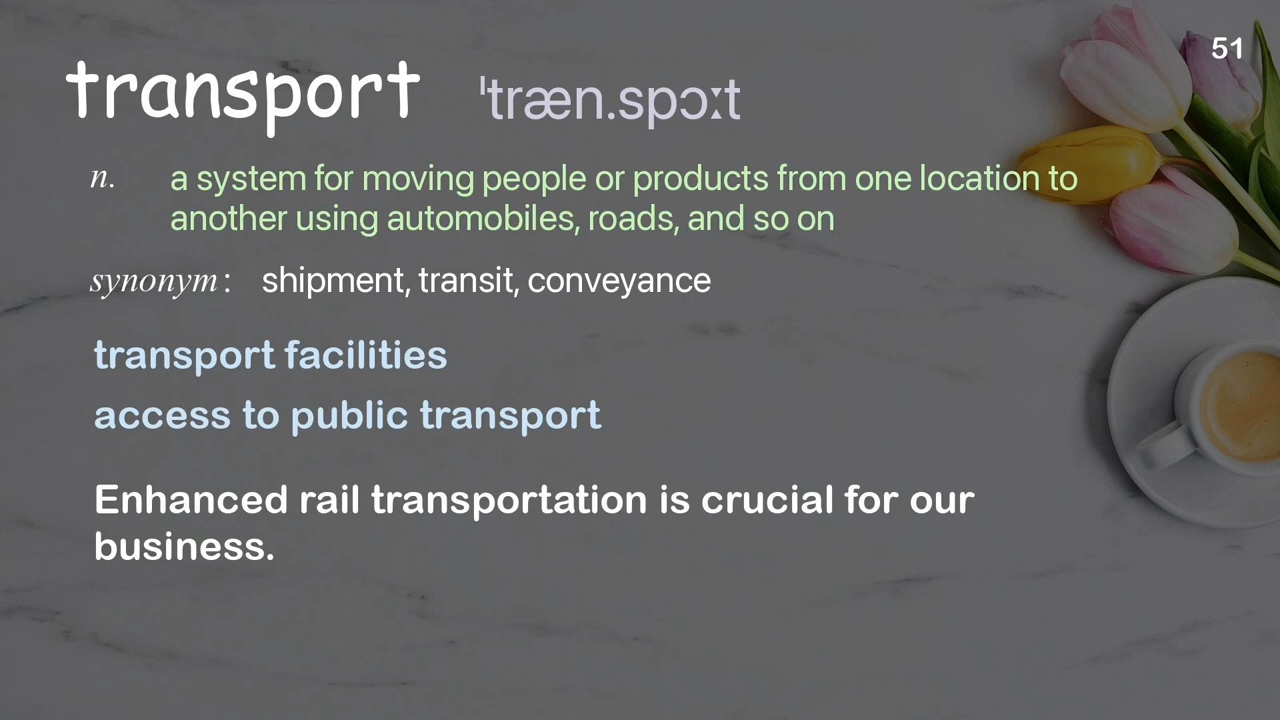 51
transport ˈtræn.spɔːt
n. a system for moving people or products from one location to
another using automobiles, roads, and so on
synonym: shipment, transit, conveyance
transport facilities
access to public transport
Enhanced rail transportation is crucial for our
business.